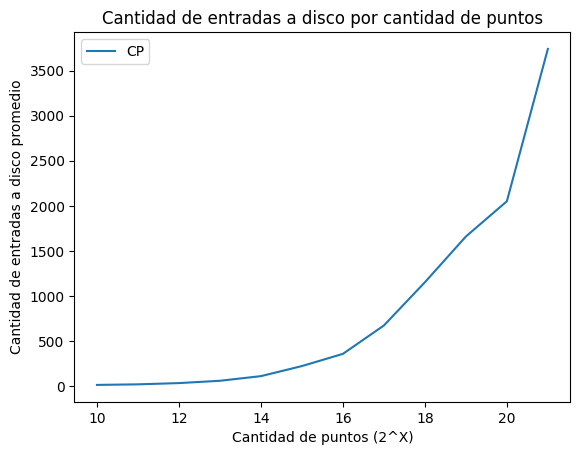 Cantidad de entradas a disco por cantidad de puntos
CP
Cantidad de entradas a disco promedio
3500
3000
2500
2000
1500
1000
500
0
10 12 14 16 18 20
Cantidad de puntos (2^X)